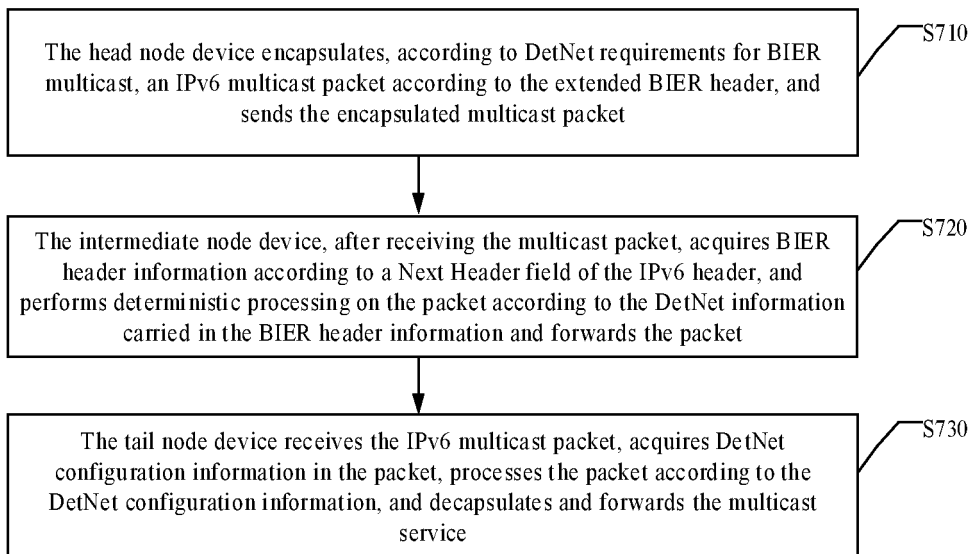 The head node device encapsulates, according to DetNet requirements for BIER
multicast, an IPv6 multicast packet according to the extended BIER header, and
sends the encapsulated multicast packet
S710
The intermediate node device, after receiving the multicast packet, acquires BIER
header information according to a Next Header field of the IPv6 header, and
performs deterministic processing on the packet according to the DetNet information
carried in the BIER header information and forwards the packet
S720
The tail node device receives the IPv6 multicast packet, acquires DetNet
configuration information in the packet, processes the packet according to the
DetNet configuration information, and decapsulates and forwards the multicast
service
S730